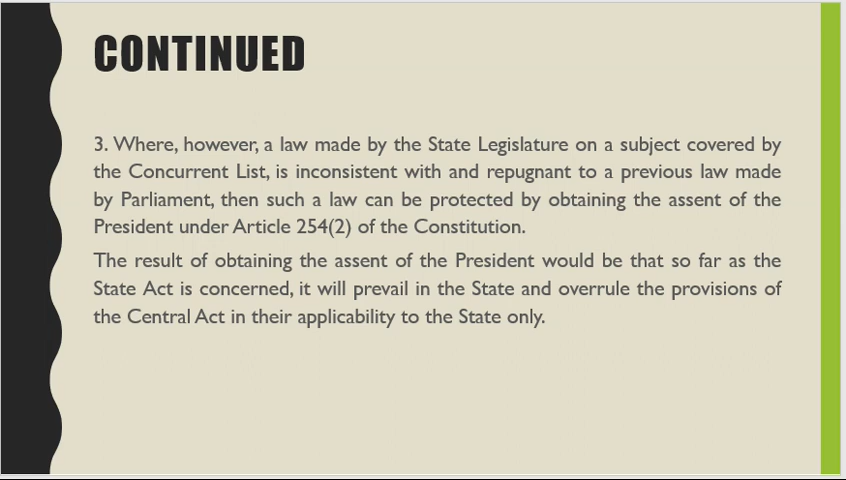 CONTINUED
3. Where, however, a law made by the State Legislature on a subject covered by
the Concurrent List, is inconsistent with and repugnant to a previous law made
by Parliament, then such a law can be protected by obtaining the assent of the
President under Article 254(2) of the Constitution.
The result of obtaining the assent of the President would be that so far as the
State Act is concerned, it will prevail in the State and overrule the provisions of
the Central Act in their applicability to the State only.